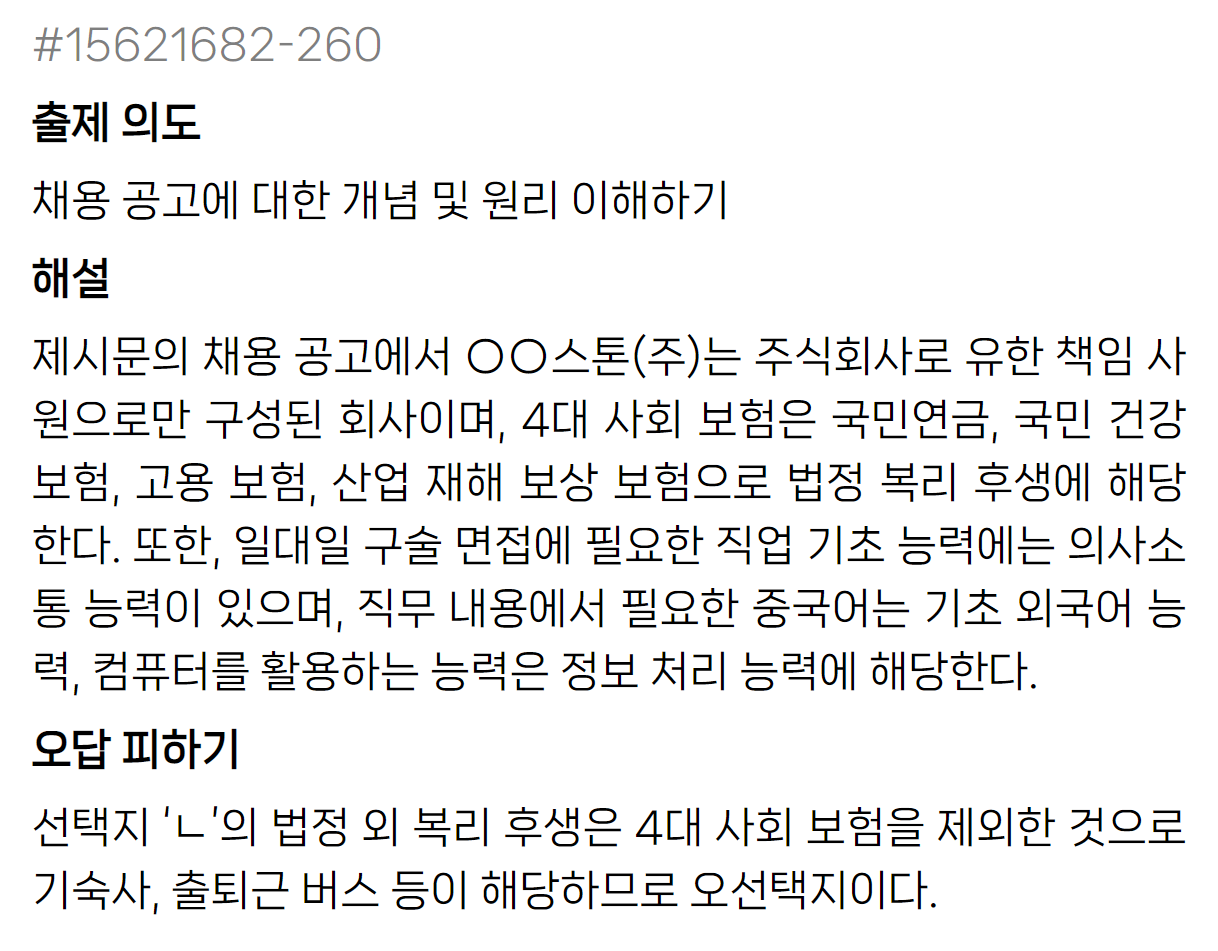 #15621682-260
출제 의도
채용 공고에 대한 개념 및 원리 이해하기
해설
제시문의 채용 공고에서 〇〇스톤(주)는 주식회사로 유한 책임 사
원으로만 구성된 회사이며, 4대 사회 보험은 국민연금, 국민 건강
보험, 고용 보험, 산업 재해 보상 보험으로 법정 복리 후생에 해당
한다. 또한, 일대일 구술 면접에 필요한 직업 기초 능력에는 의사소
통 능력이 있으며, 직무 내용에서 필요한 중국어는 기초 외국어 능
력, 컴퓨터를 활용하는 능력은 정보 처리 능력에 해당한다.
오답 피하기
선택지 'ㄴ'의 법정 외 복리 후생은 4대 사회 보험을 제외한 것으로
기숙사, 출퇴근 버스 등이 해당하므로 오선택지이다.